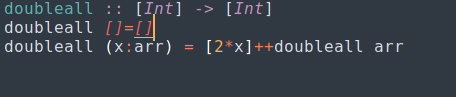 doubleall :: [Int] -> [Int]
doubleall []=[]
doubleall (x:arr) = [2*x]++doubleall arr